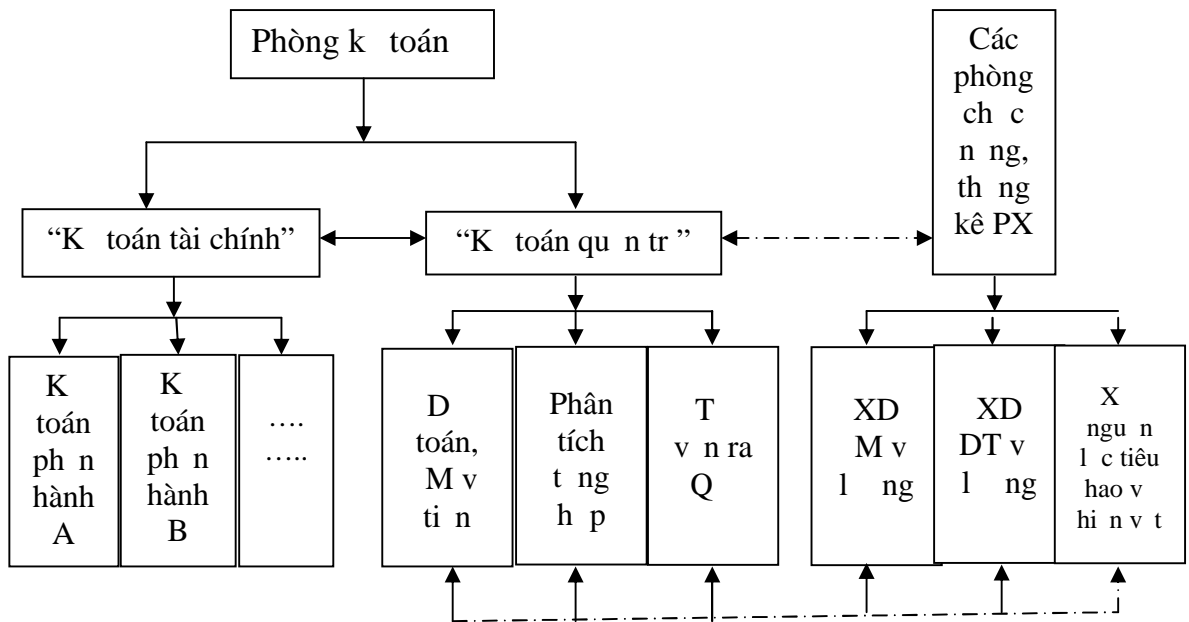 Phòng k toán
Các
phòng
ch c
n ng,
th ng
kê PX
“K toán tài chính”
“K toán qu n tr ”
K
toán
ph n
hành
A
K
toán
ph n
hành
B
….
…..
D
toán,
M v
ti n
Phân
tích
t ng
h p
T
v n ra
Q
XD
M v
l ng
XD
DT v
l ng
X
ngu n
l c tiêu
hao v
hi n v t